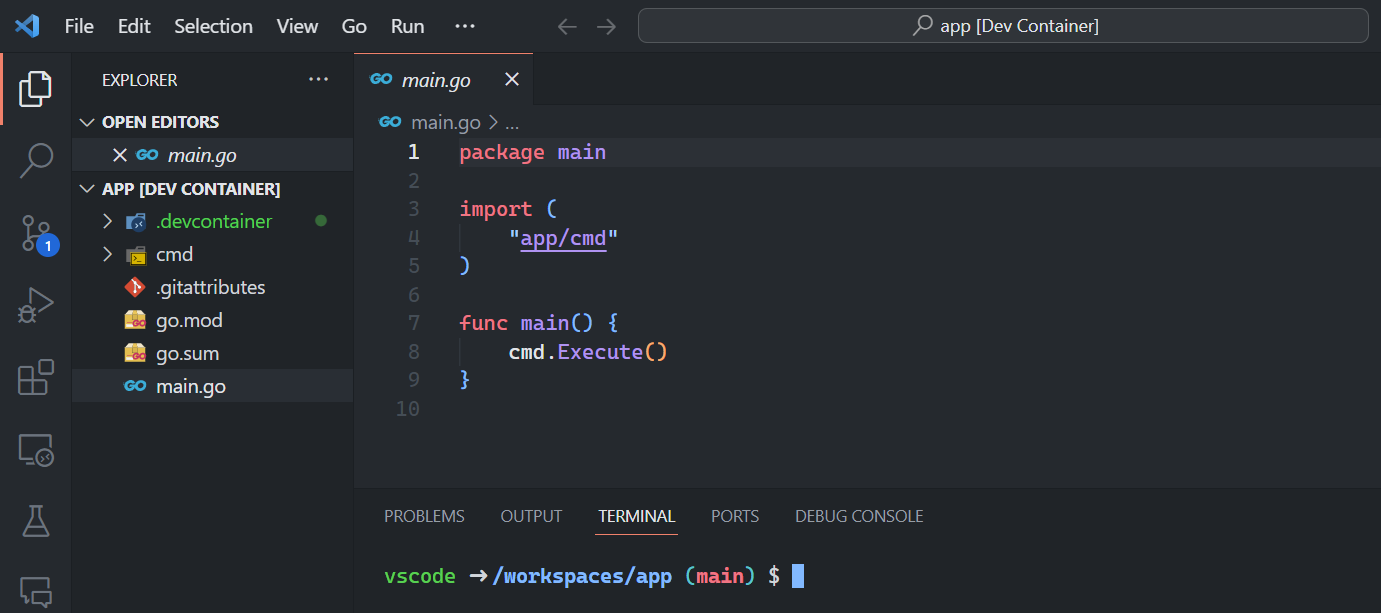 File Edit Selection View Go Run ··· ← → app [Dev Container]
EXPLORER ···
OPEN EDITORS
GO main.go
APP [DEV CONTAINER]
.devcontainer
cmd
.gitattributes
go.mod
go.sum
GO main.go
1
GO main.go
GO main.go > ...
1 package main
2
3 import (
4 "app/cmd"
5 )
6
7 func main() {
8 cmd.Execute()
9 }
10
PROBLEMS OUTPUT TERMINAL PORTS DEBUG CONSOLE
vscode ➜ /workspaces/app (main) $